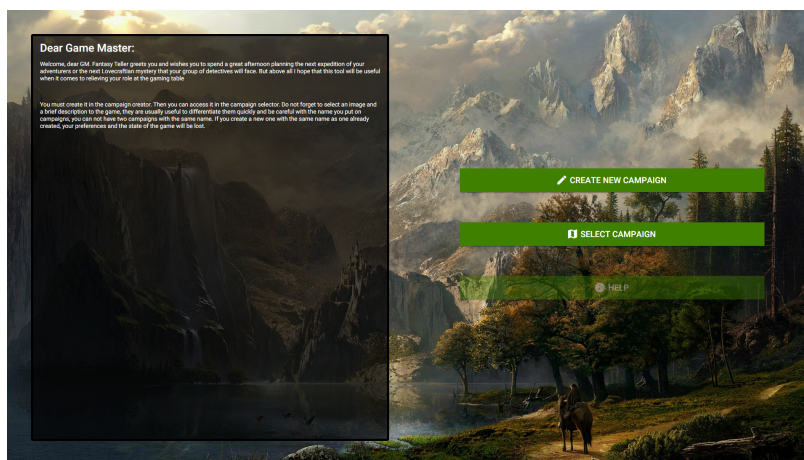 Dear Game Master:
Welcome, dear GM. Fantasy Teller greets you and wishes you to spend a great afternoon planning the next expedition of your
adventurers or the next Lovecraftian mystery that your group of detectives will face. But above all I hope that this tool will be useful
when it comes to relieving your role at the gaming table
You must create it in the campaign creator. Then you can access it in the campaign selector. Do not forget to select an image and
a brief description to the game, they are usually useful to differentiate them quickly and be careful with the name you put on
campaigns, you can not have two campaigns with the same name. If you create a new one with the same name as one already
created, your preferences and the state of the game will be lost.
CREATE NEW CAMPAIGN
SELECT CAMPAIGN
HELP